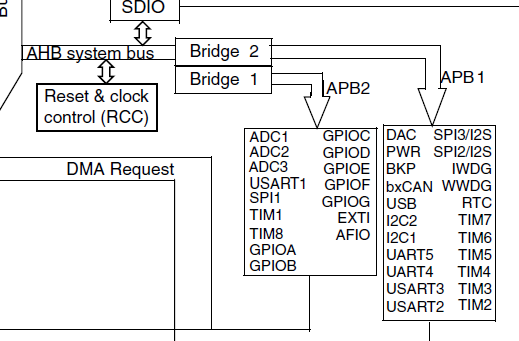 Bu
SDIO
AHB system bus
Bridge 2
Bridge 1
APB2
APB1
Reset & clock
control (RCC)
DMA Request
ADC1 GPIOC
ADC2 GPIOD
ADC3 GPIOE
USART1 GPIOF
SPI1 GPIOG
TIM1 EXTI
TIM8 AFIO
GPIOA
GPIOB
DAC SPI3/I2S
PWR SPI2/I2S
BKP IWDG
bxCAN WWDG
USB RTC
I2C2 TIM7
I2C1 TIM6
UART5 TIM5
UART4 TIM4
USART3 TIM3
USART2 TIM2